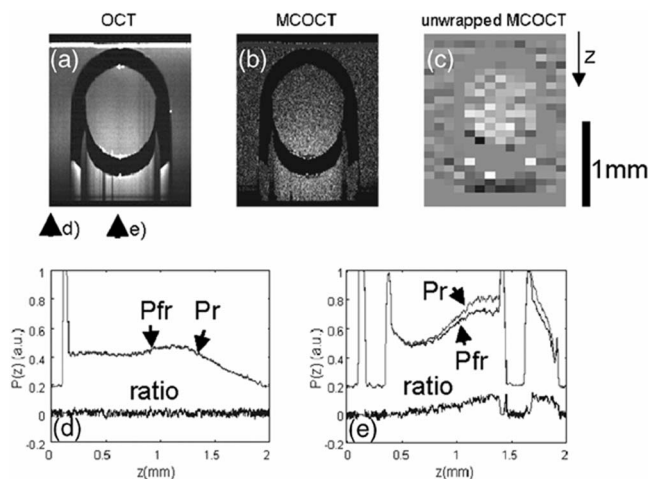 OCT
MCOCT
unwrapped MCOCT
(a)
(b)
(c)
z
1mm
d)
e)
1
0.8
0.6
0.4
0.2
0
-0.2
P(z) (a.u.)
Pfr
Pr
ratio
(d)
0
0.5
1
1.5
2
z(mm)
1
0.8
0.6
0.4
0.2
0
-0.2
P(z) (a.u.)
Pr
Pfr
ratio
(e)
0
0.5
1
1.5
2
z(mm)